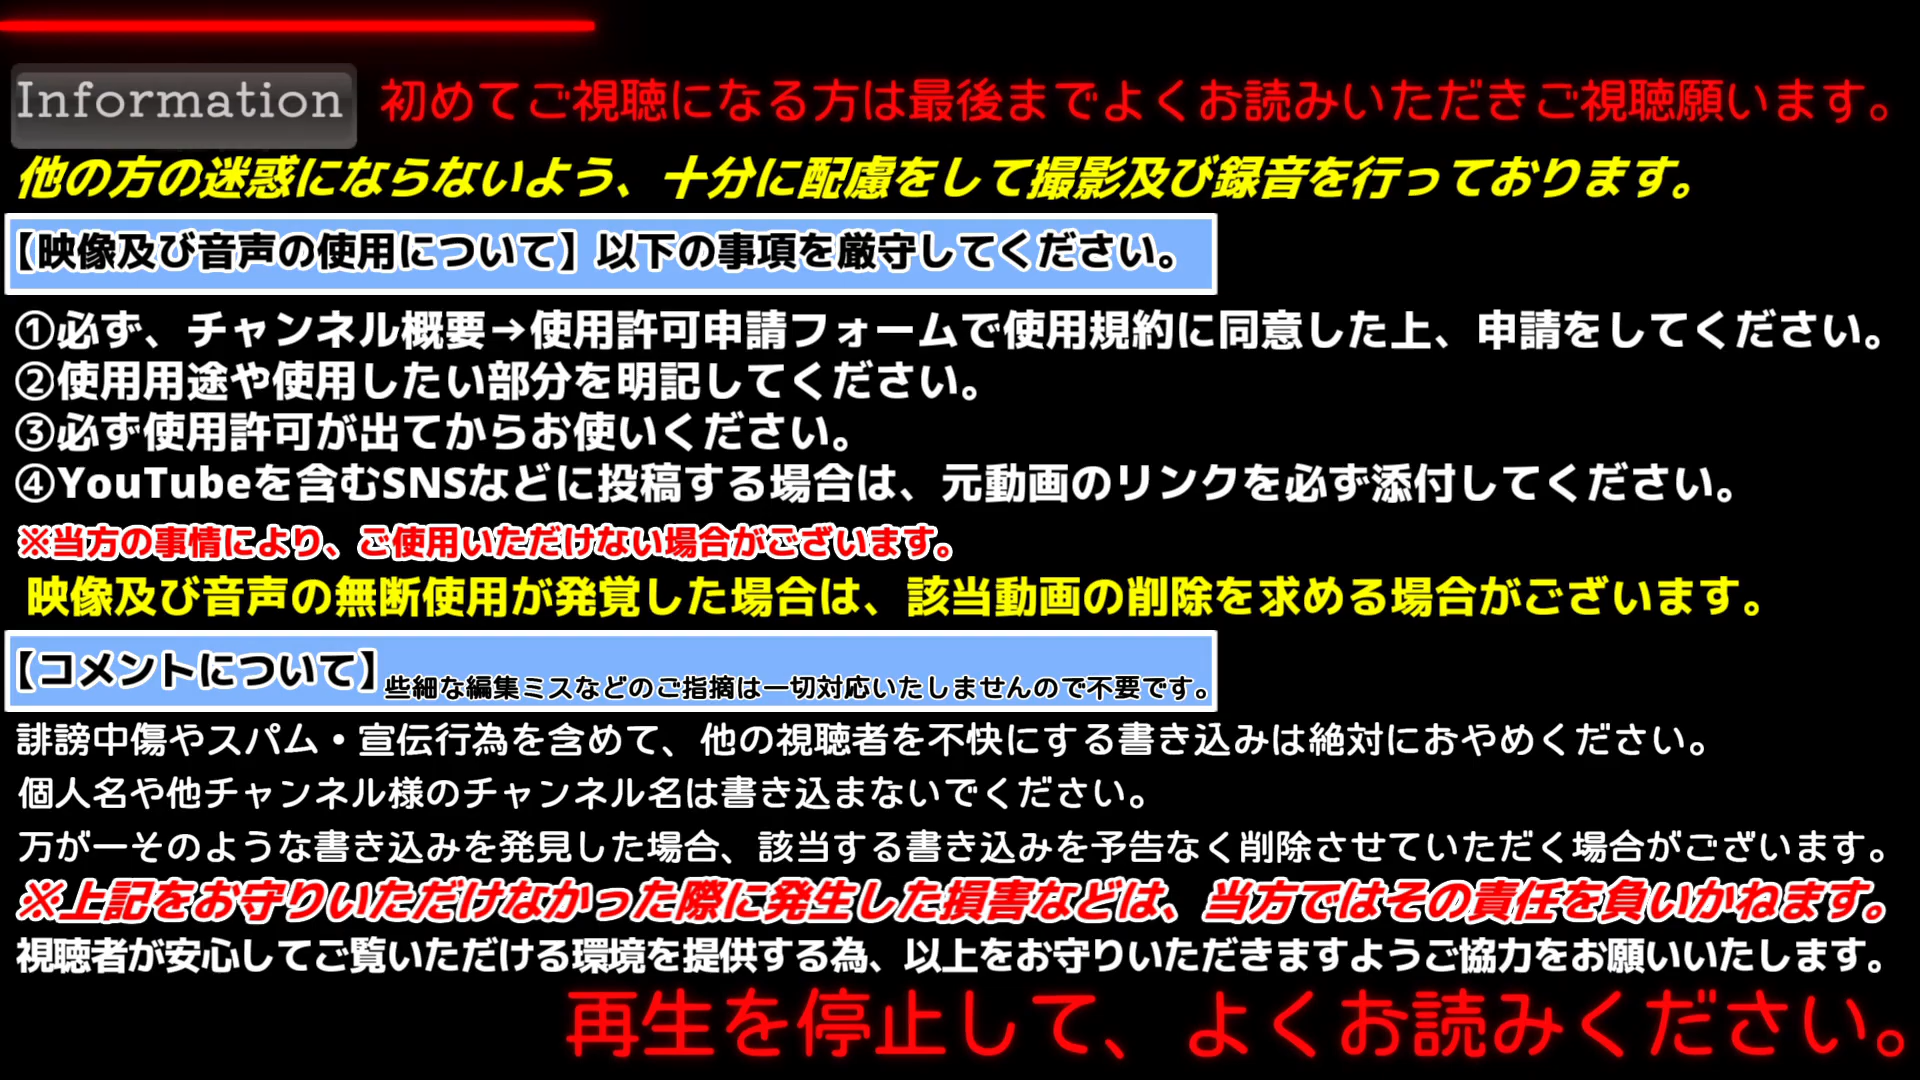 Information 初めてご視聴になる方は最後までよくお読みいただきご視聴願います。
他の方の迷惑にならないよう、十分に配慮をして撮影及び録音を行っております。
【映像及び音声の使用について】以下の事項を厳守してください。
①必ず、チャンネル概要→使用許可申請フォームで使用規約に同意した上、申請をしてください。
②使用用途や使用したい部分を明記してください。
③必ず使用許可が出てからお使いください。
④YouTubeを含むSNSなどに投稿する場合は、元動画のリンクを必ず添付してください。
※当方の事情により、ご使用いただけない場合がございます。
映像及び音声の無断使用が発覚した場合は、該当動画の削除を求める場合がございます。
【コメントについて】些細な編集ミスなどのご指摘は一切対応いたしませんので不要です。
誹謗中傷やスパム・宣伝行為を含めて、他の視聴者を不快にする書き込みは絶対におやめください。
個人名や他チャンネル様のチャンネル名は書き込まないでください。
万が一そのような書き込みを発見した場合、該当する書き込みを予告なく削除させていただく場合がございます。
※上記をお守りいただけなかった際に発生した損害などは、当方ではその責任を負いかねます。
視聴者が安心してご覧いただける環境を提供する為、以上をお守りいただきますようご協力をお願いいたします。
再生を停止して、よくお読みください。